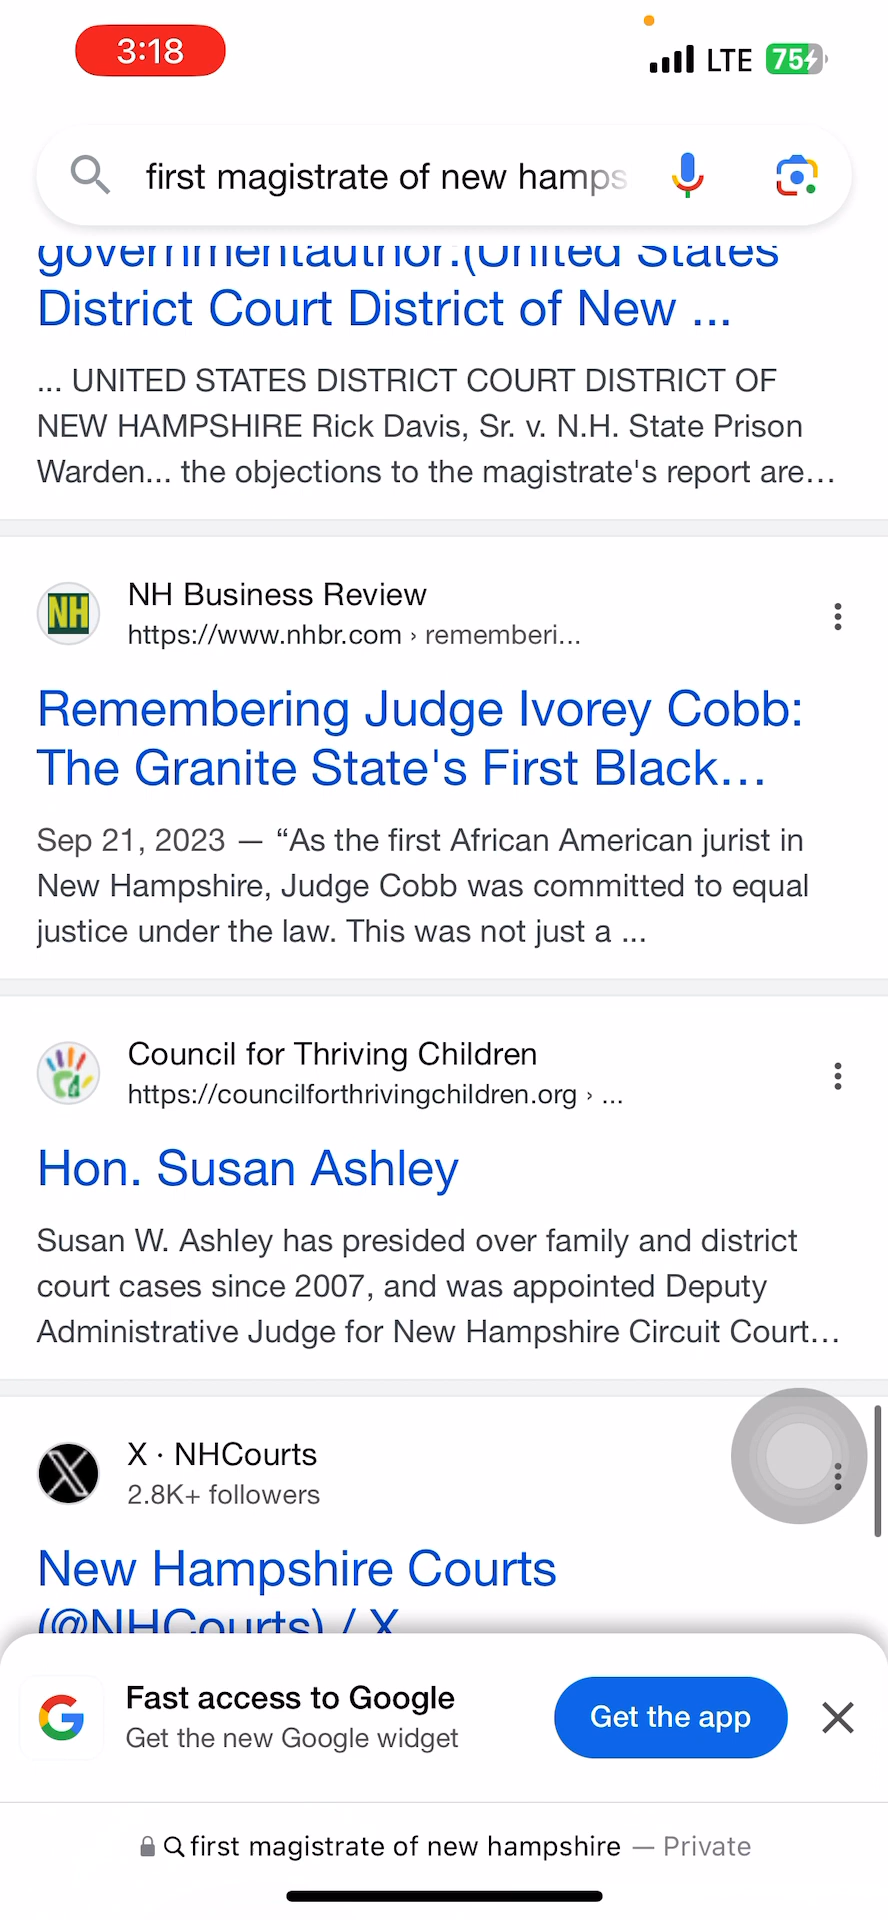 3:18
LTE 75
first magistrate of new hamps
governmentauthor:(United States
District Court District of New ...
... UNITED STATES DISTRICT COURT DISTRICT OF
NEW HAMPSHIRE Rick Davis, Sr. v. N.H. State Prison
Warden... the objections to the magistrate's report are...
NH
NH Business Review
https://www.nhbr.com › rememberi...
Remembering Judge Ivorey Cobb:
The Granite State's First Black...
Sep 21, 2023 — “As the first African American jurist in
New Hampshire, Judge Cobb was committed to equal
justice under the law. This was not just a ...
Council for Thriving Children
https://councilforthrivingchildren.org › ...
Hon. Susan Ashley
Susan W. Ashley has presided over family and district
court cases since 2007, and was appointed Deputy
Administrative Judge for New Hampshire Circuit Court...
X · NHCourts
2.8K+ followers
New Hampshire Courts
(@NHCourts) / X
Fast access to Google
Get the new Google widget
Get the app
first magistrate of new hampshire — Private